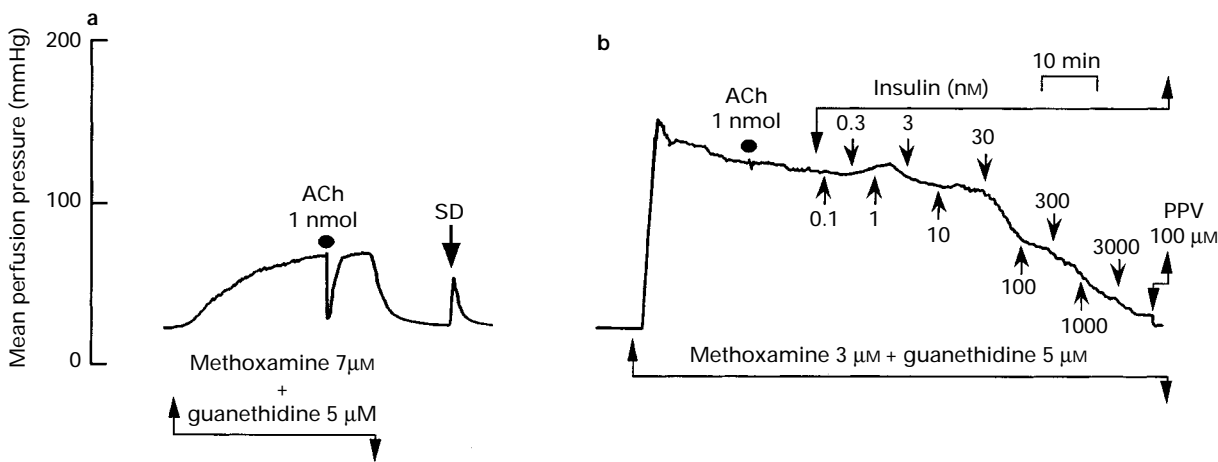 a
Mean perfusion pressure (mmHg)
200
100
0
ACh
1 nmol
SD
Methoxamine 7μM
+
guanethidine 5 μM
b
10 min
Insulin (nM)
ACh
1 nmol
0.3
3
30
0.1
1
10
300
3000
100
1000
PPV
100 μM
Methoxamine 3 μM + guanethidine 5 μM